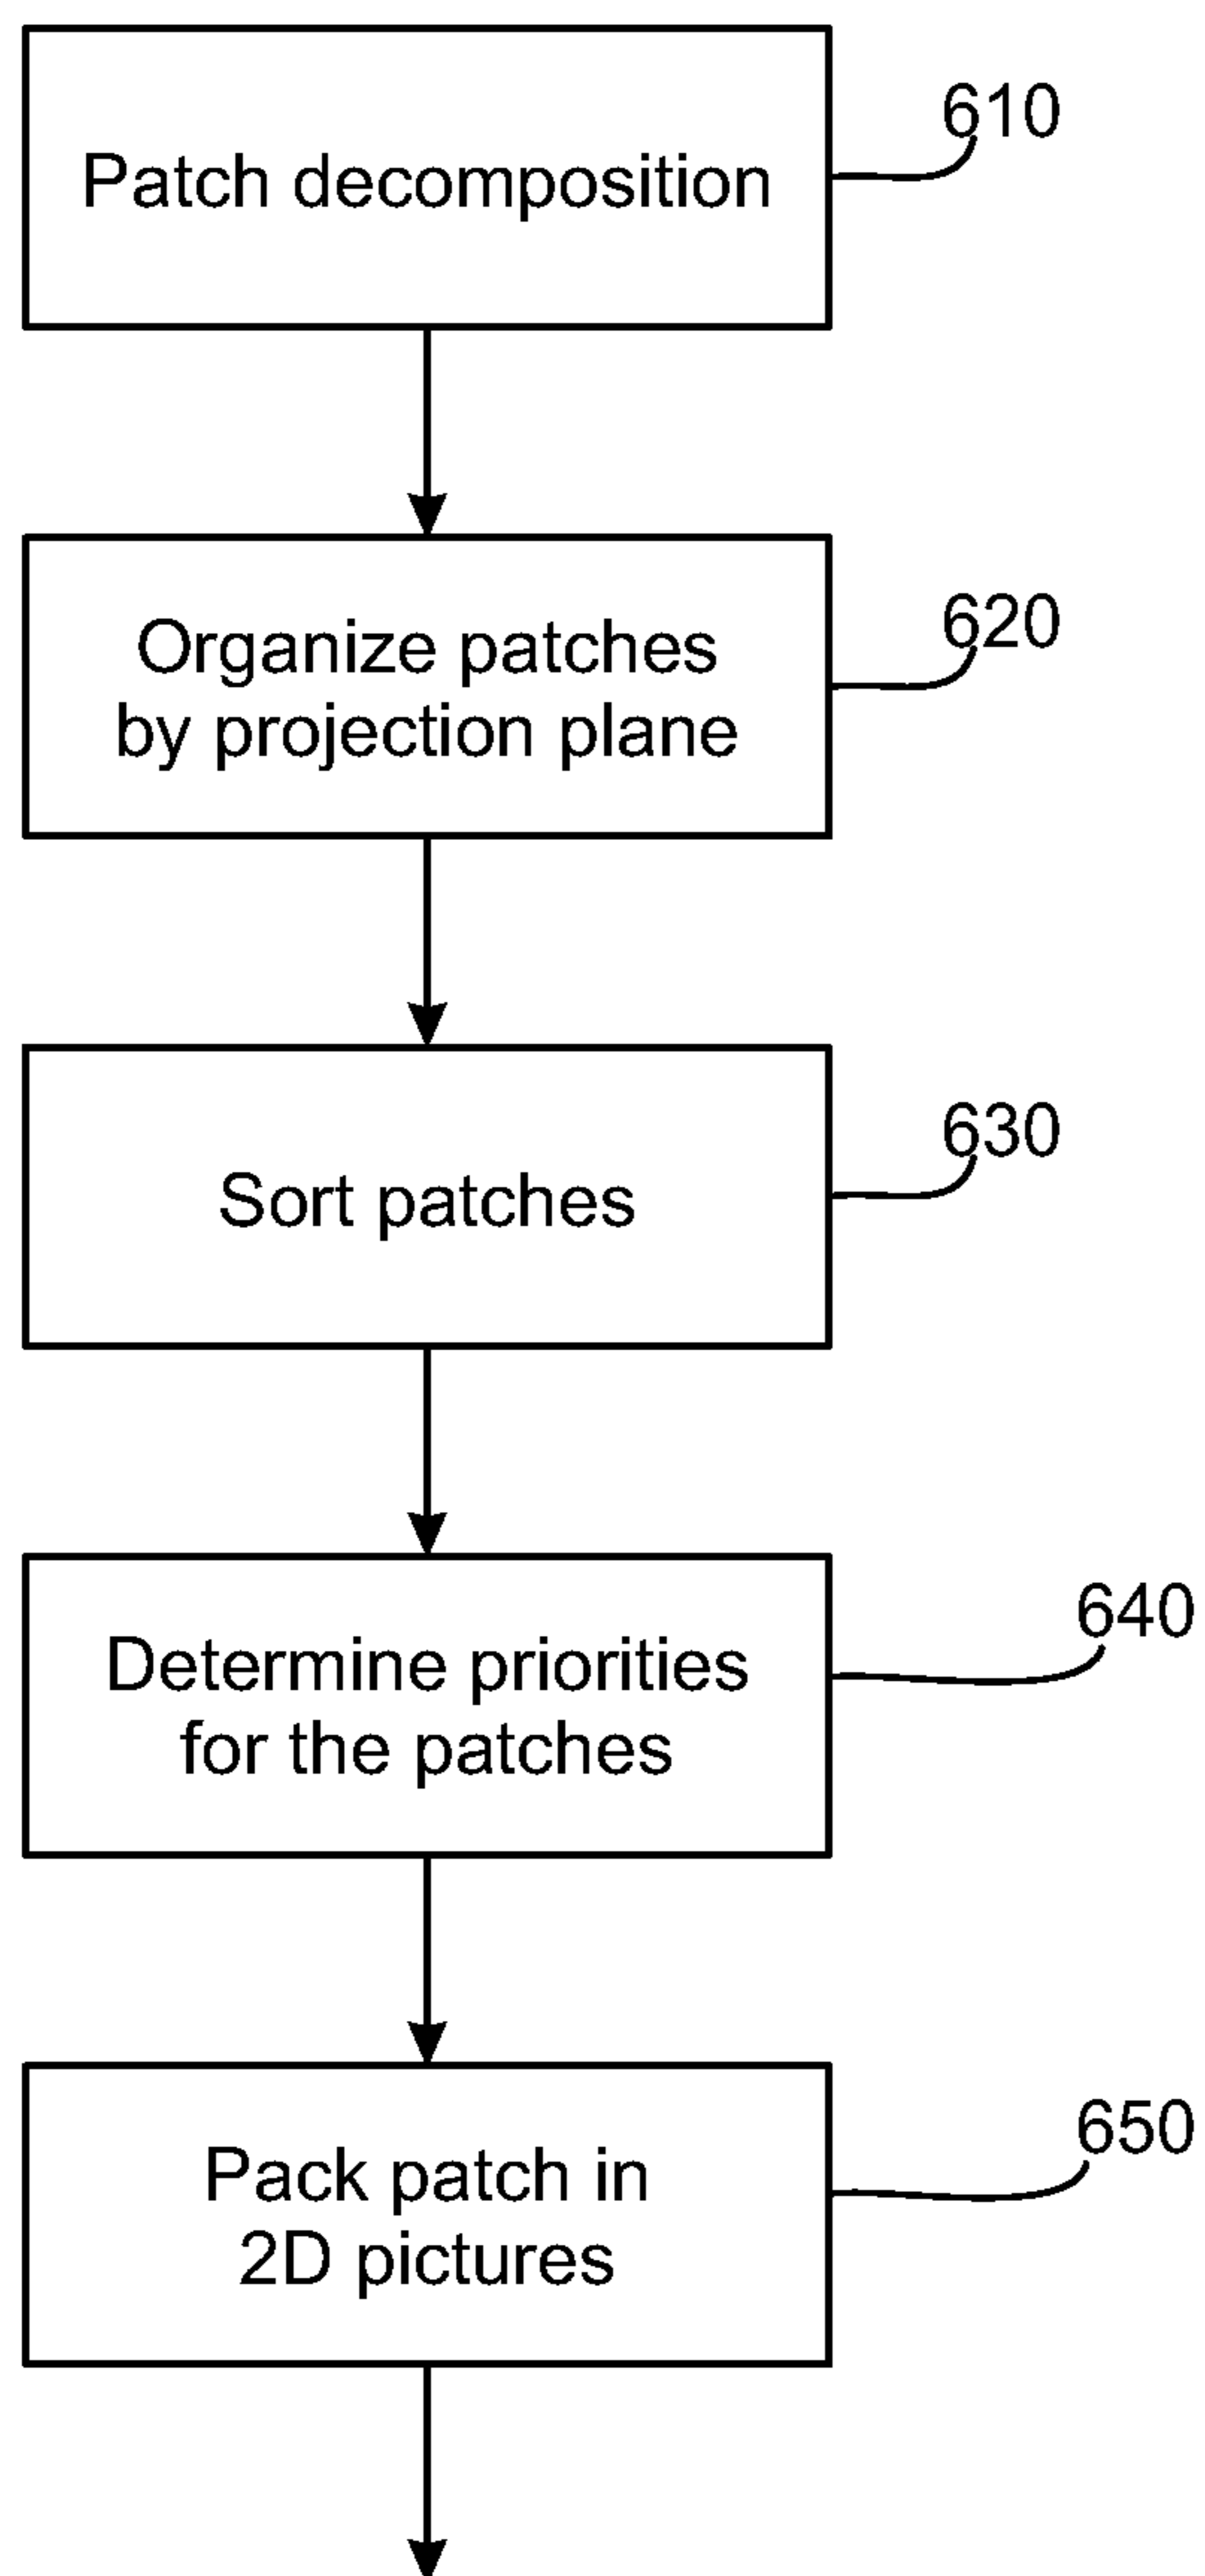 Patch decomposition
610
Organize patches
by projection plane
620
Sort patches
630
Determine priorities
for the patches
640
Pack patch in
2D pictures
650